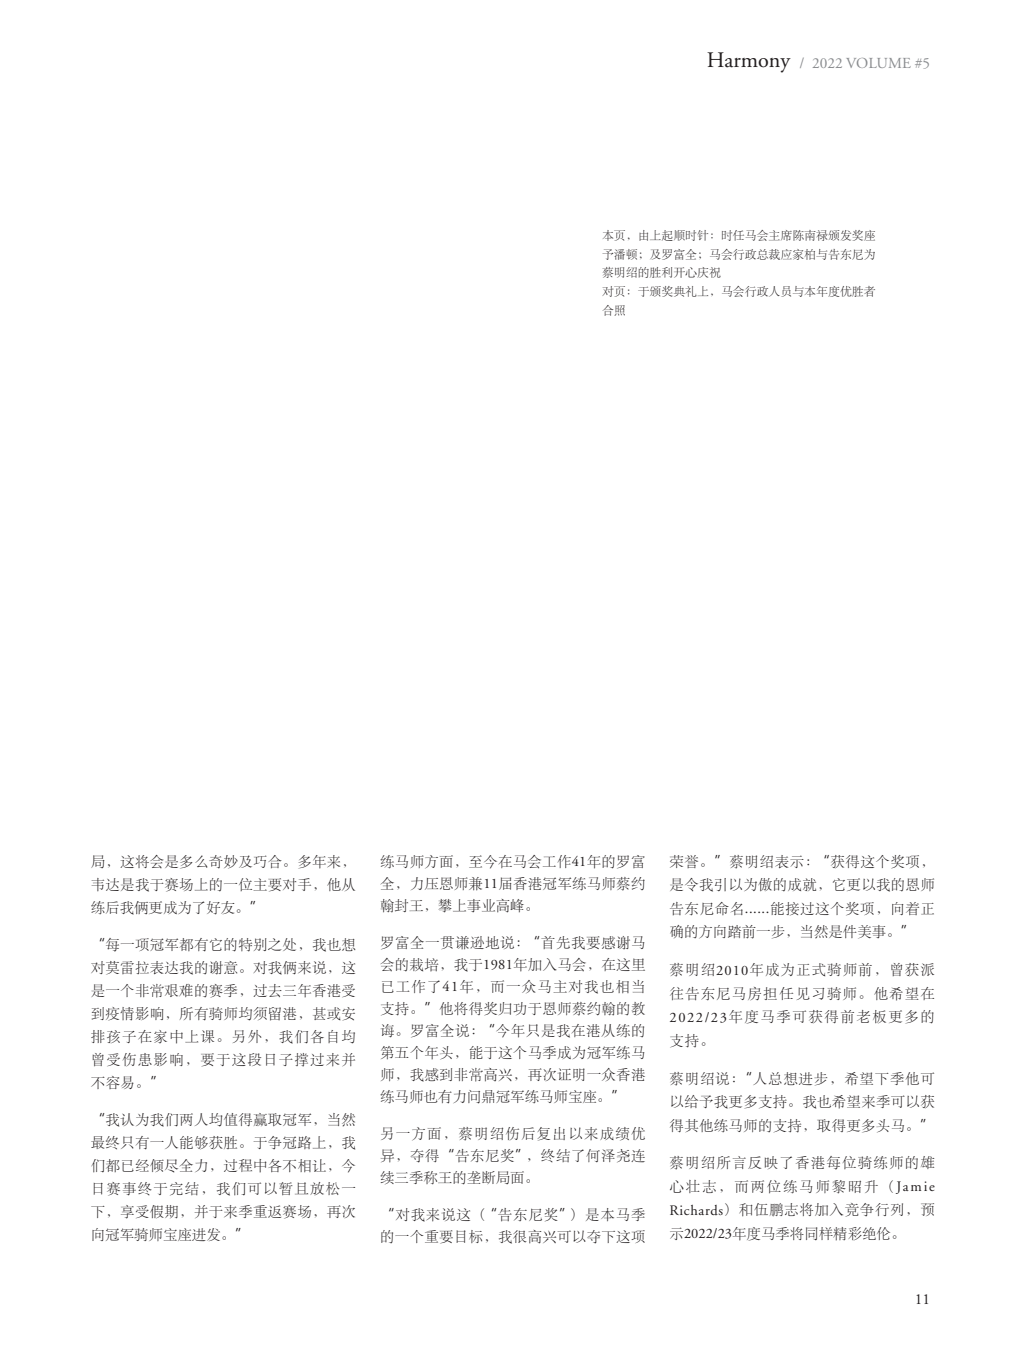 Harmony / 2022 VOLUME #5
本页，由上起顺时针：时任马会主席陈南禄颁发奖座
予潘顿；及罗富全；马会行政总裁应家柏与告东尼为
蔡明绍的胜利开心庆祝
对页：于颁奖典礼上，马会行政人员与本年度优胜者
合照
局，这将会是多么奇妙及巧合。多年来，
韦达是我于赛场上的一位主要对手，他从
练后我俩更成为了好友。"
"每一项冠军都有它的特别之处，我也想
对莫雷拉表达我的谢意。对我俩来说，这
是一个非常艰难的赛季，过去三年香港受
到疫情影响，所有骑师均须留港，甚或安
排孩子在家中上课。另外，我们各自均
曾受伤患影响，要于这段日子撑过来并
不容易。"
"我认为我们两人均值得赢取冠军，当然
最终只有一人能够获胜。于争冠路上，我
们都已经倾尽全力，过程中各不相让，今
日赛事终于完结，我们可以暂且放松一
下，享受假期，并于来季重返赛场，再次
向冠军骑师宝座进发。"
练马师方面，至今在马会工作41年的罗富
全，力压恩师兼11届香港冠军练马师蔡约
翰封王，攀上事业高峰。
罗富全一贯谦逊地说："首先我要感谢马
会的栽培，我于1981年加入马会，在这里
已工作了41年，而一众马主对我也相当
支持。"他将得奖归功于恩师蔡约翰的教
诲。罗富全说："今年只是我在港从练的
第五个年头，能于这个马季成为冠军练马
师，我感到非常高兴，再次证明一众香港
练马师也有力问鼎冠军练马师宝座。"
另一方面，蔡明绍伤后复出以来成绩优
异，夺得"告东尼奖"，终结了何泽尧连
续三季称王的垄断局面。
"对我来说这（"告东尼奖"）是本马季
的一个重要目标，我很高兴可以夺下这项
荣誉。"蔡明绍表示："获得这个奖项，
是令我引以为傲的成就，它更以我的恩师
告东尼命名......能接过这个奖项，向着正
确的方向踏前一步，当然是件美事。"
蔡明绍2010年成为正式骑师前，曾获派
往告东尼马房担任见习骑师。他希望在
2022/23年度马季可获得前老板更多的
支持。
蔡明绍说："人总想进步，希望下季他可
以给予我更多支持。我也希望来季可以获
得其他练马师的支持，取得更多头马。"
蔡明绍所言反映了香港每位骑练师的雄
心壮志，而两位练马师黎昭升（Jamie
Richards）和伍鹏志将加入竞争行列，预
示2022/23年度马季将同样精彩绝伦。
11